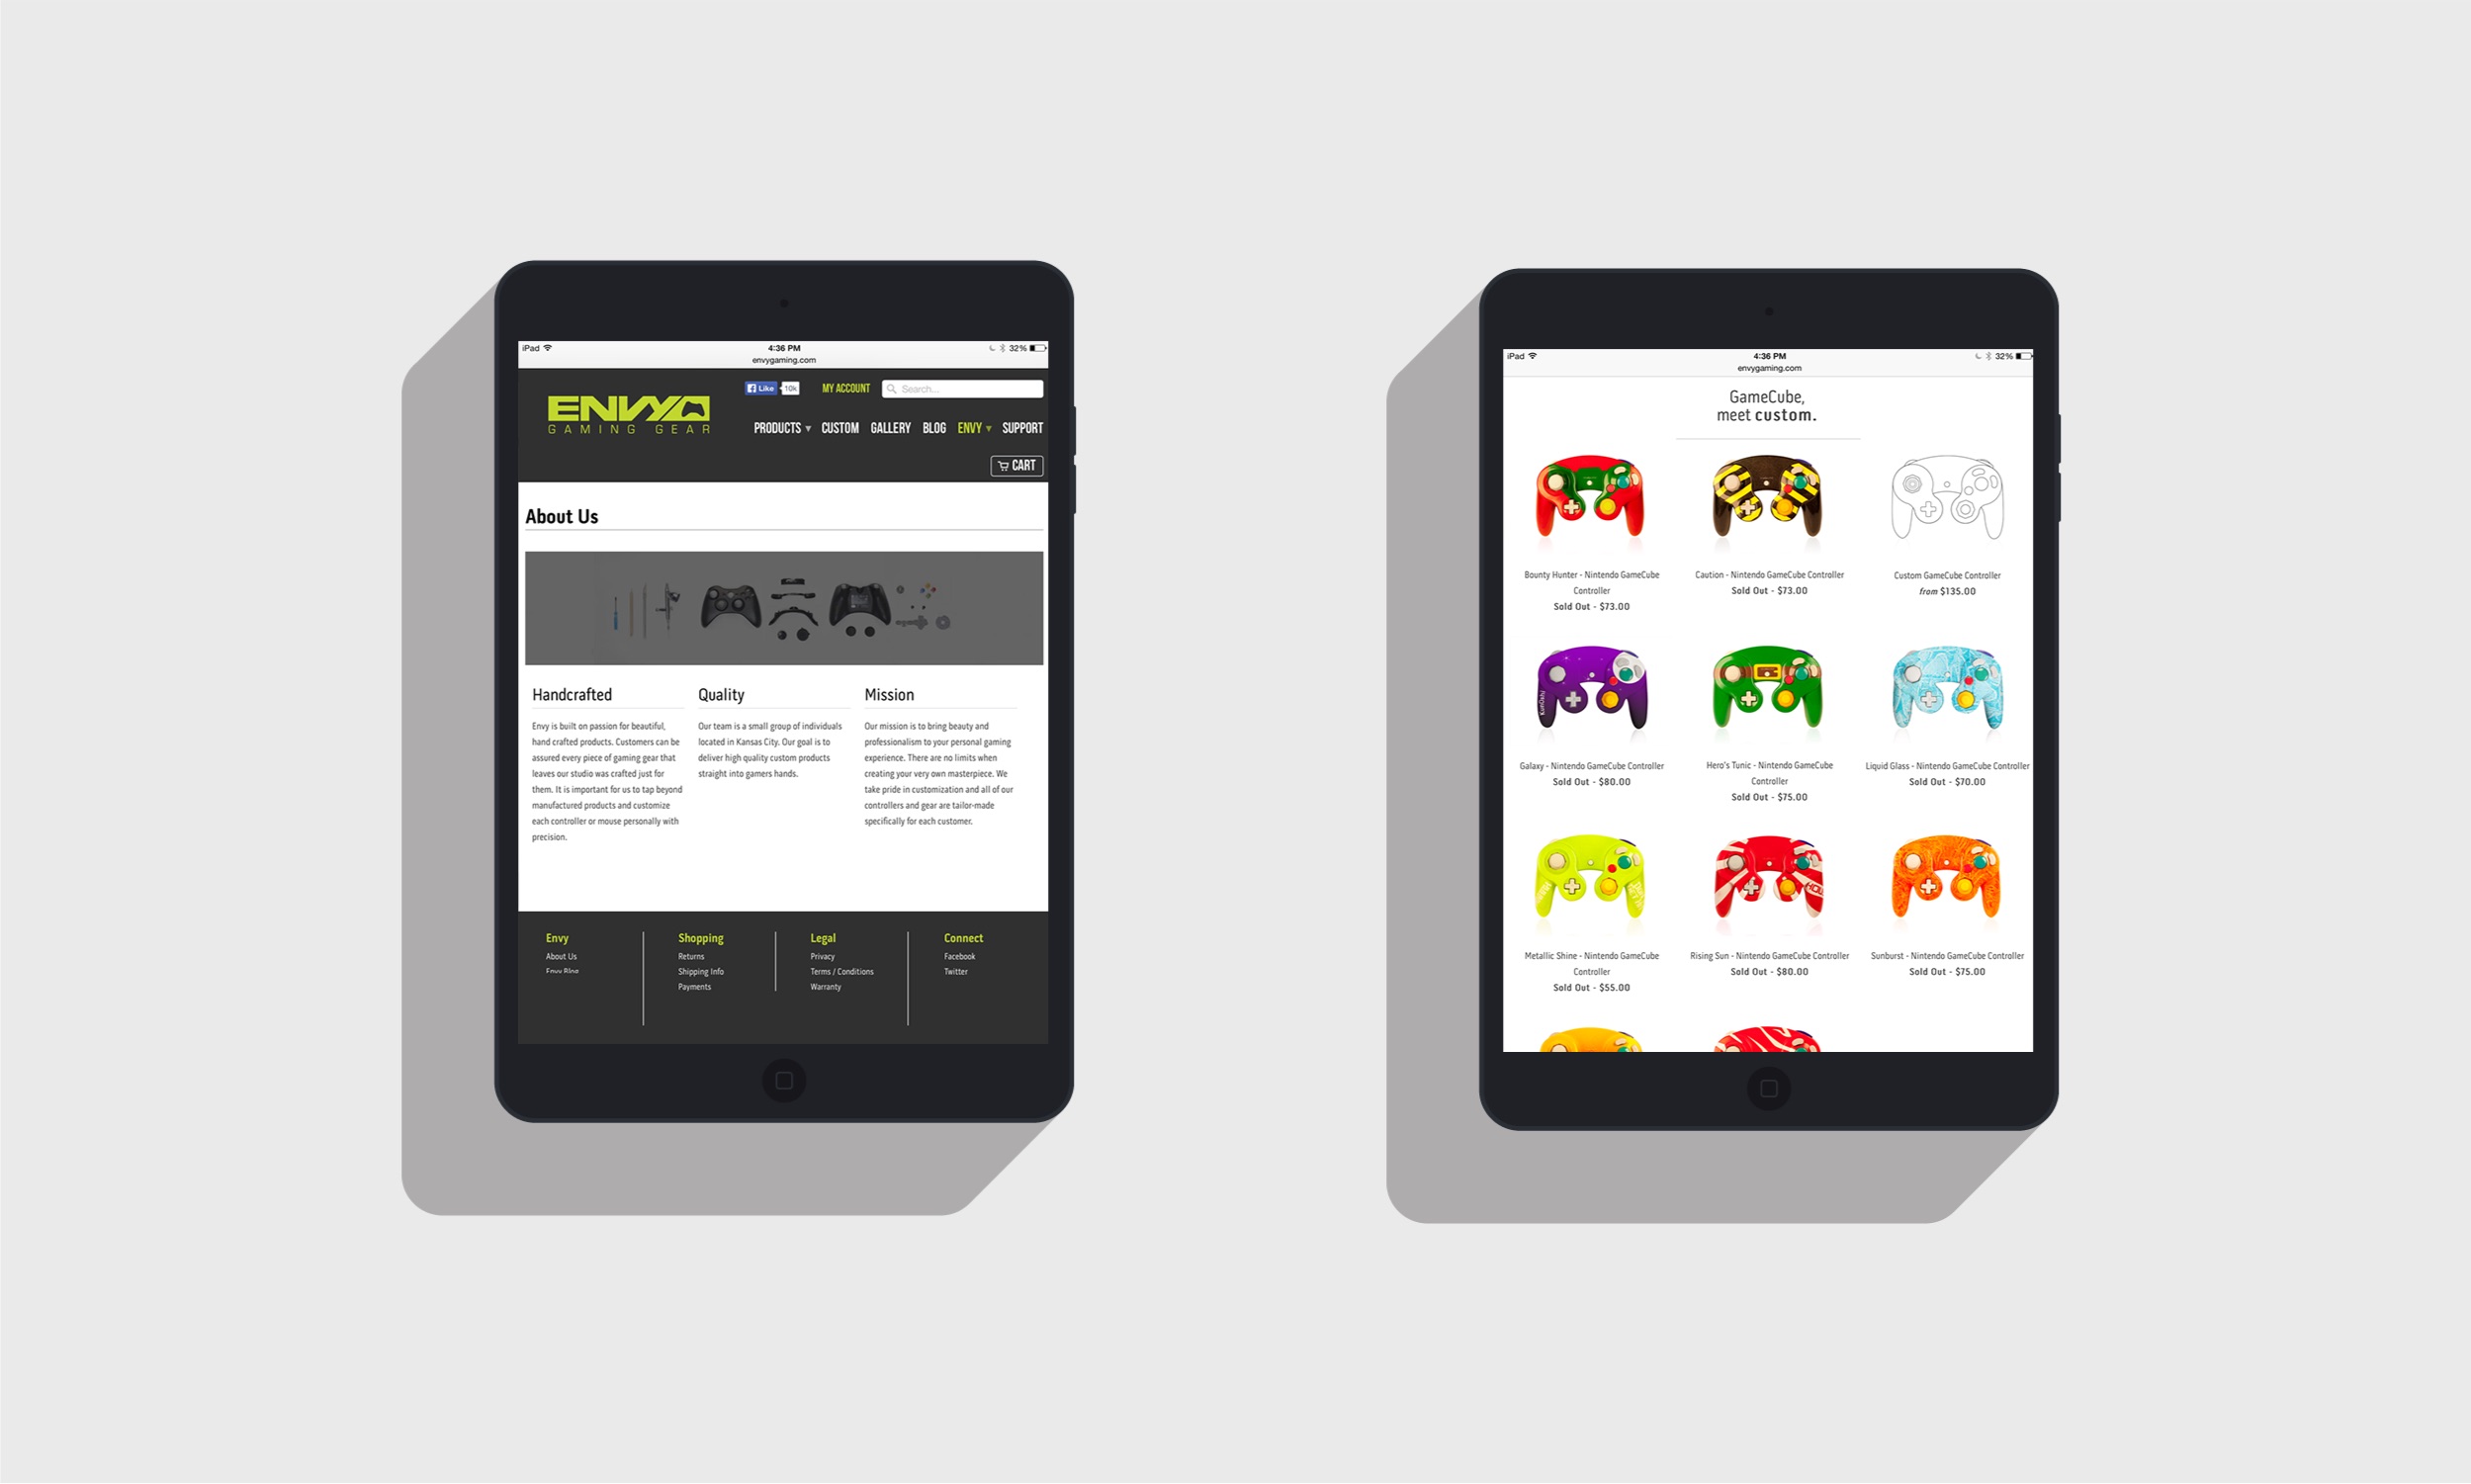 iPad 4:36 PM 32%
envygaming.com
Like 10k MY ACCOUNT Search...
ENVY
GAMING GEAR
PRODUCTS CUSTOM GALLERY BLOG ENVY SUPPORT
CART
About Us
Handcrafted
Envy is built on passion for beautiful,
hand crafted products. Customers can be
assured every piece of gaming gear that
leaves our studio was crafted just for
them. It is important for us to tap beyond
manufactured products and customize
each controller or mouse personally with
precision.
Quality
Our team is a small group of individuals
located in Kansas City. Our goal is to
deliver high quality custom products
straight into gamers hands.
Mission
Our mission is to bring beauty and
professionalism to your personal gaming
experience. There are no limits when
creating your very own masterpiece. We
take pride in customization and all of our
controllers and gear are tailor-made
specifically for each customer.
Envy
About Us
Envy Blog
Shopping
Returns
Shipping Info
Payments
Legal
Privacy
Terms / Conditions
Warranty
Connect
Facebook
Twitter
iPad 4:36 PM 32%
envygaming.com
GameCube,
meet custom.
Bounty Hunter - Nintendo GameCube
Controller
Sold Out - $73.00
Caution - Nintendo GameCube Controller
Sold Out - $73.00
Custom GameCube Controller
from $135.00
Galaxy - Nintendo GameCube Controller
Sold Out - $80.00
Hero's Tunic - Nintendo GameCube
Controller
Sold Out - $75.00
Liquid Glass - Nintendo GameCube Controller
Sold Out - $70.00
Metallic Shine - Nintendo GameCube
Controller
Sold Out - $55.00
Rising Sun - Nintendo GameCube Controller
Sold Out - $80.00
Sunburst - Nintendo GameCube Controller
Sold Out - $75.00